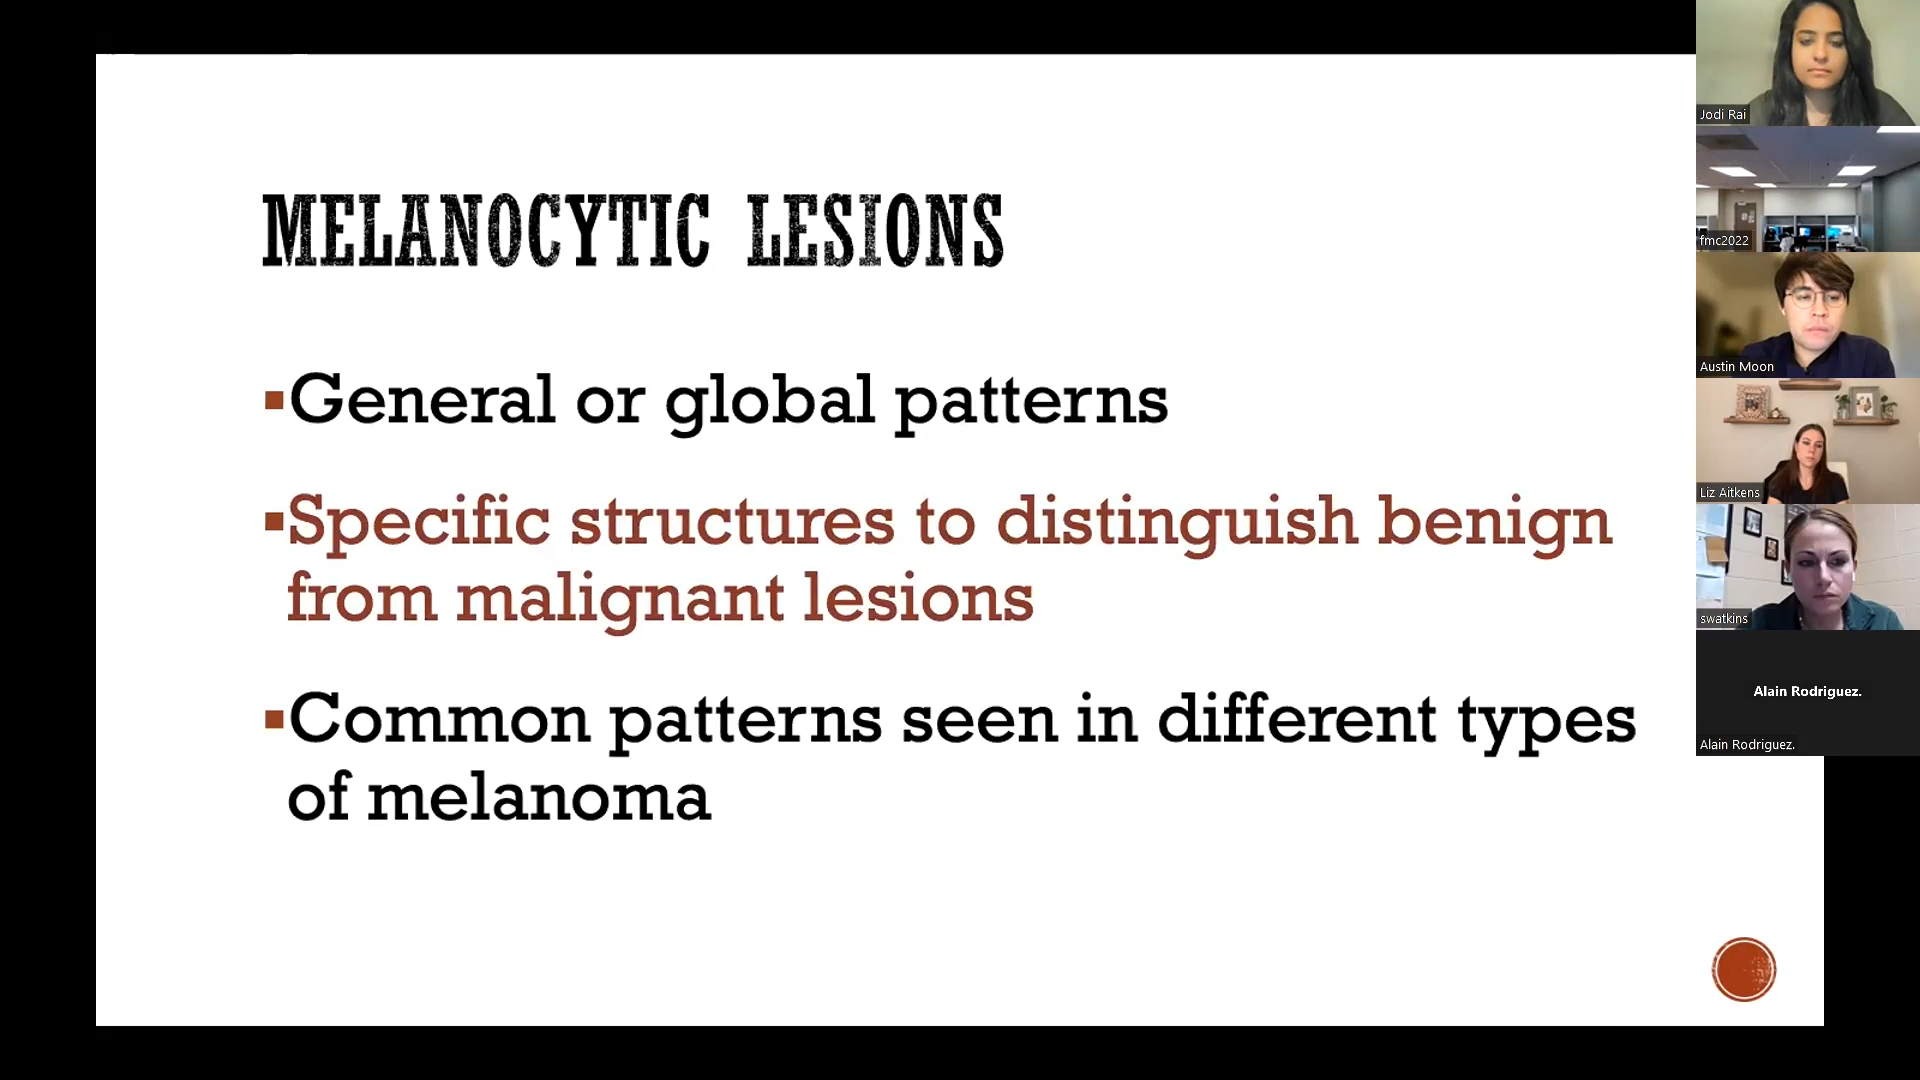 MELANOCYTIC LESIONS
▪General or global patterns
▪Specific structures to distinguish benign
from malignant lesions
▪Common patterns seen in different types
of melanoma
Jodi Rai
fmc2022
Austin Moon
Liz Aitkens
swatkins
Alain Rodriguez.
Alain Rodriguez.